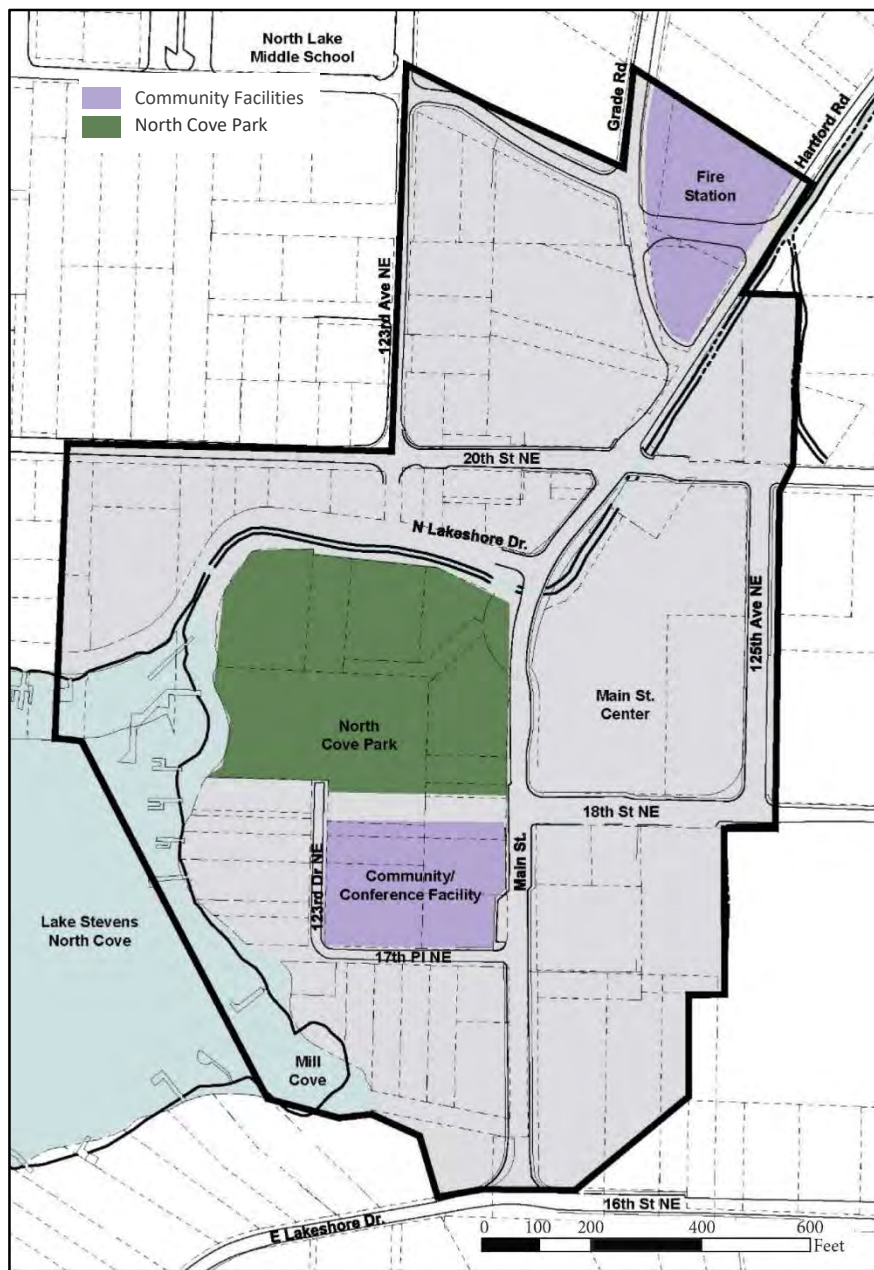 North Lake
Middle School
Community Facilities
North Cove Park
Grade Rd
Hartford Rd
Fire
Station
123rd Ave NE
20th St NE
N Lakeshore Dr.
125th Ave NE
Main St.
Center
North
Cove Park
18th St NE
Main St.
123rd Dr NE
Community/
Conference Facility
17th Pl NE
Lake Stevens
North Cove
Mill
Cove
16th St NE
E Lakeshore Dr.
0 100 200 400 600
Feet